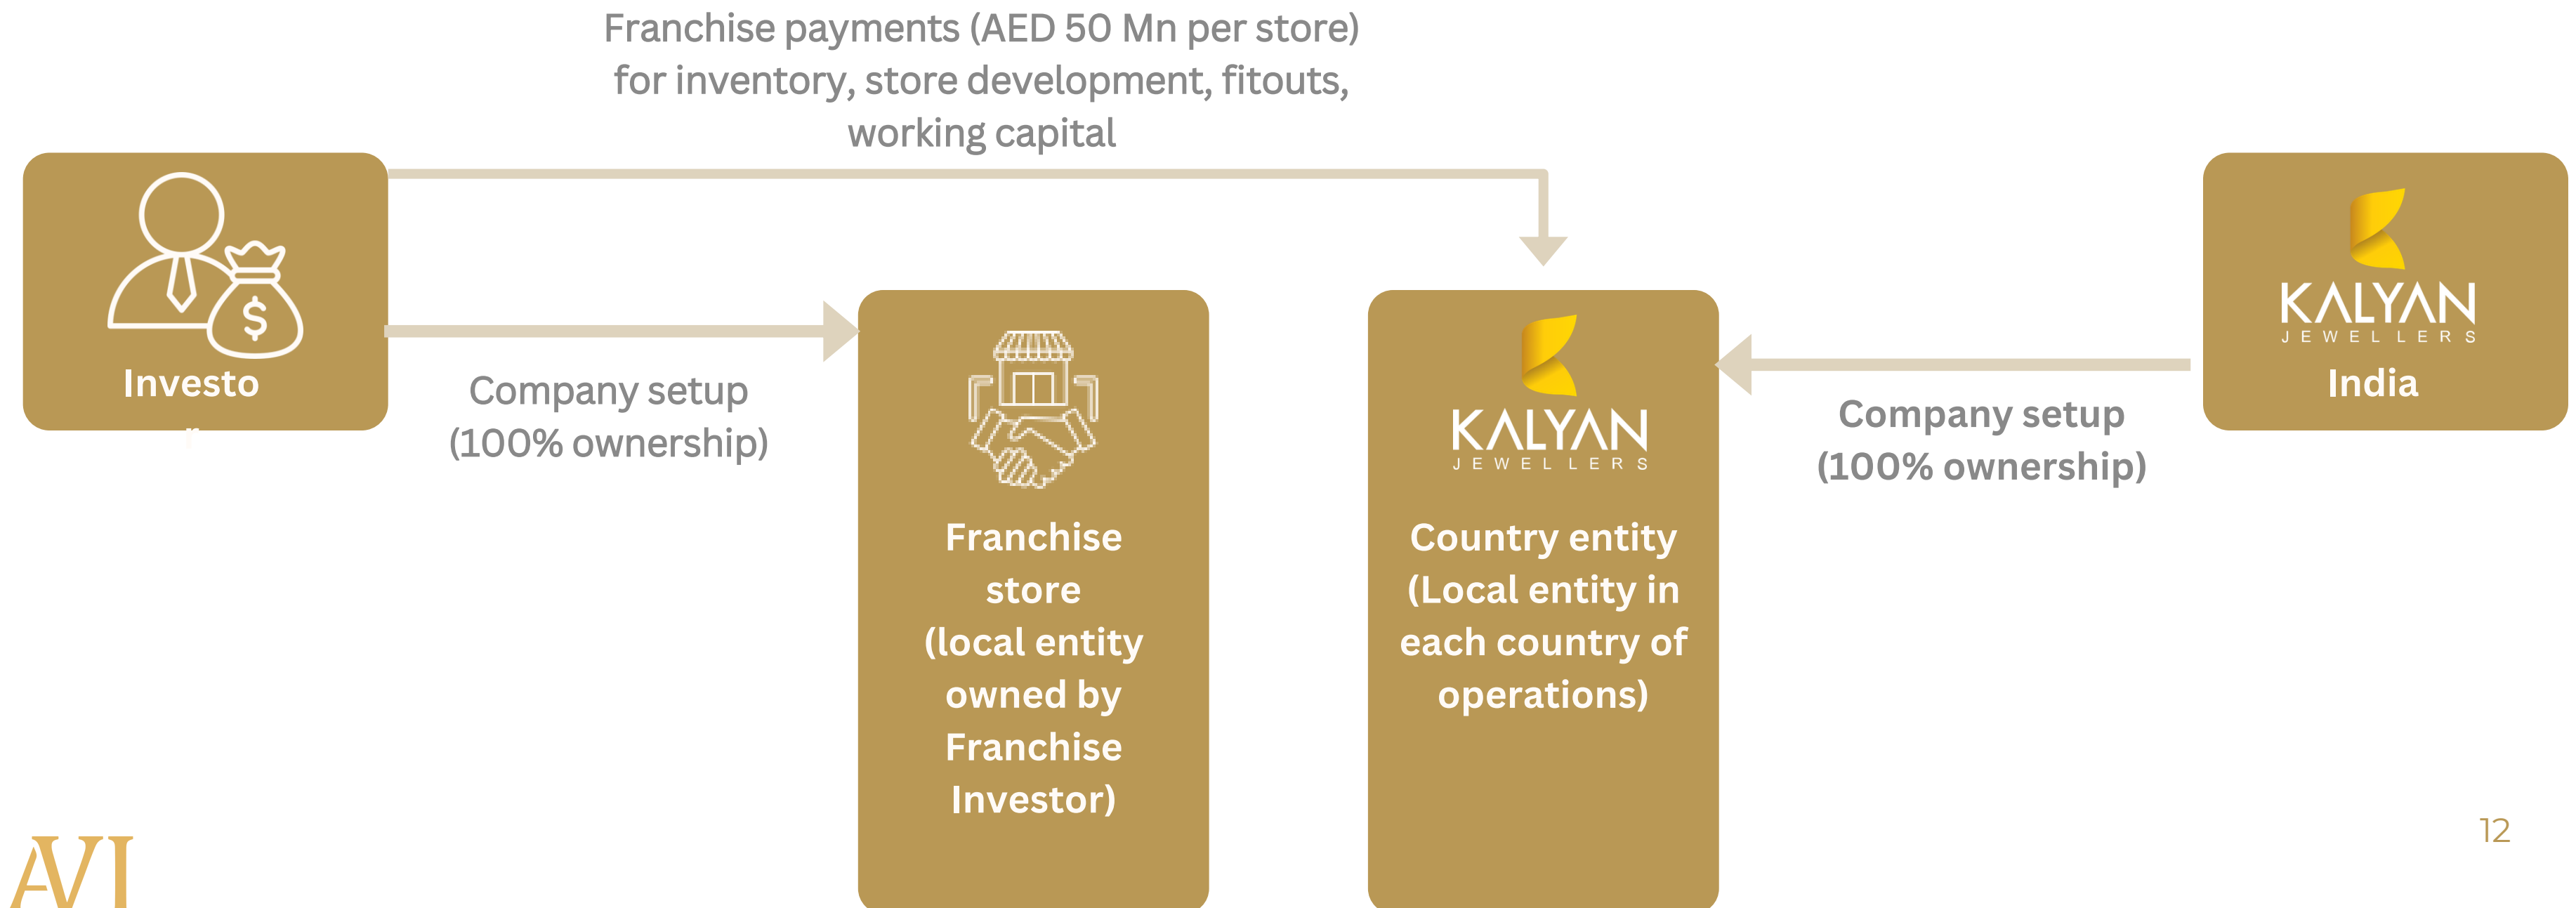 Franchise payments (AED 50 Mn per store)
for inventory, store development, fitouts,
working capital
$
Investo
r
Company setup
(100% ownership)
Franchise
store
(local entity
owned by
Franchise
Investor)
KALYAN
JEWELLERS
Country entity
(Local entity in
each country of
operations)
Company setup
(100% ownership)
KALYAN
JEWELLERS
India
AVI
12